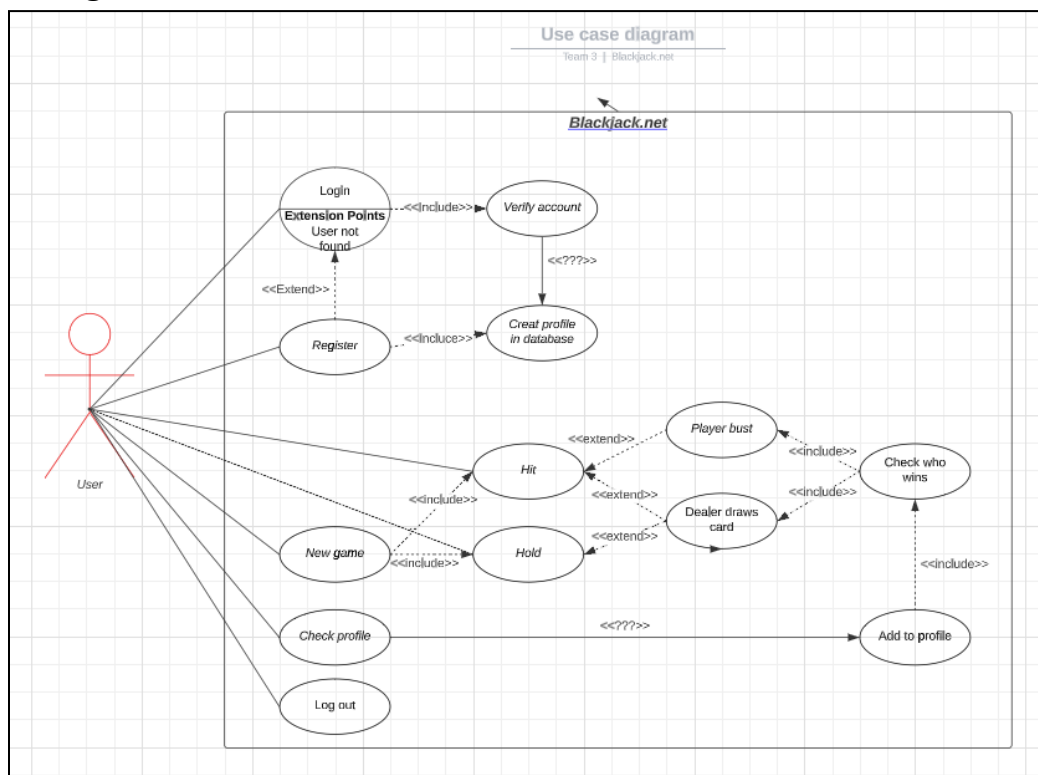 Use case diagram
Team 3 | Blackjack.net
Blackjack.net
LogIn
Extension Points
User not
found
<<Include>>
Verify account
<<???>>
<<Extend>>
Register
<<Incluce>>
Creat profile
in database
User
Hit
<<extend>>
Player bust
<<include>>
Check who
wins
<<include>>
<<extend>>
Dealer draws
card
<<include>>
New game
<<include>>
Hold
<<extend>>
<<include>>
Check profile
<<???>>
Add to profile
Log out